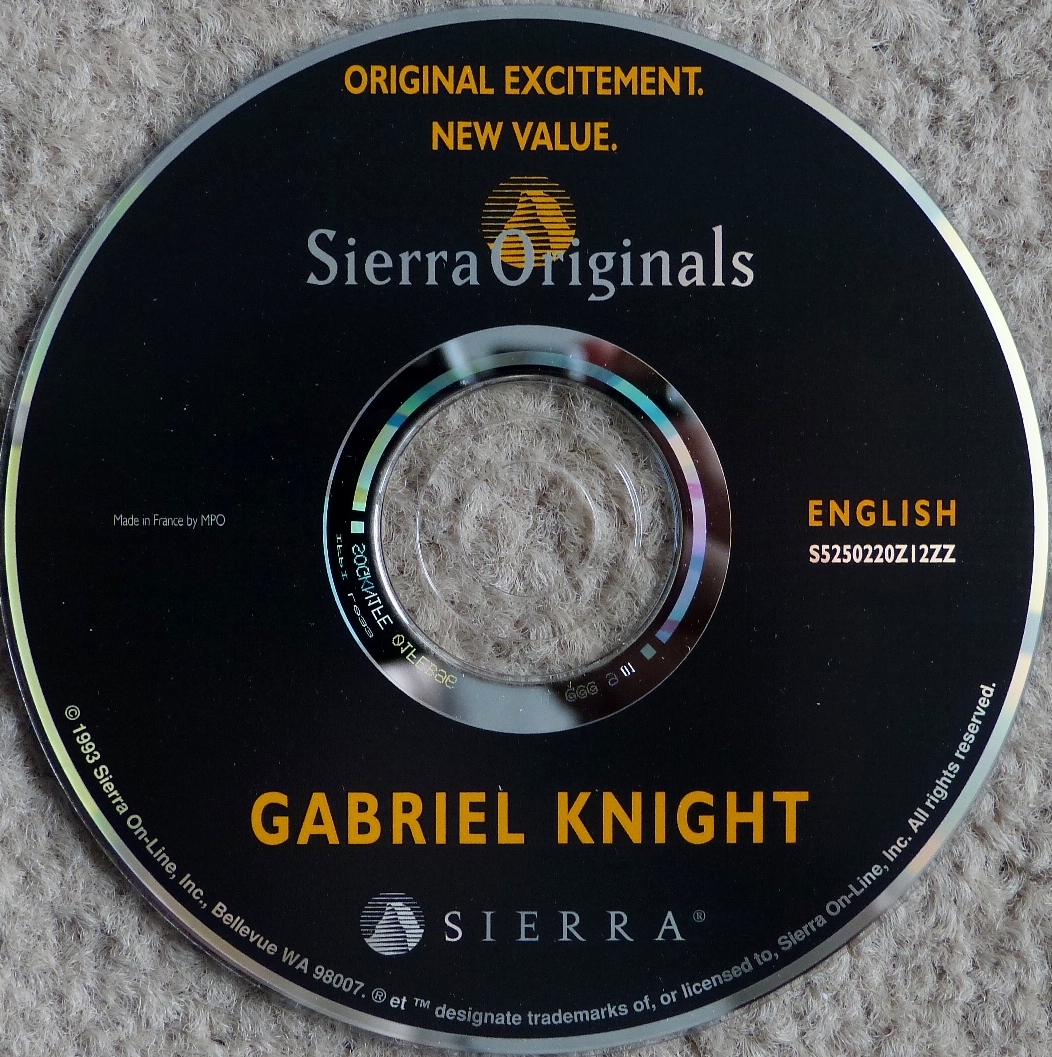 ORIGINAL EXCITEMENT.
NEW VALUE.
Sierra Originals
Made in France by MPO
ENGLISH
S5250220Z12ZZ
GABRIEL KNIGHT
SIERRA®
© 1993 Sierra On-Line, Inc., Bellevue WA 98007. ® et ™ designate trademarks of, or licensed to, Sierra On-Line, Inc. All rights reserved.